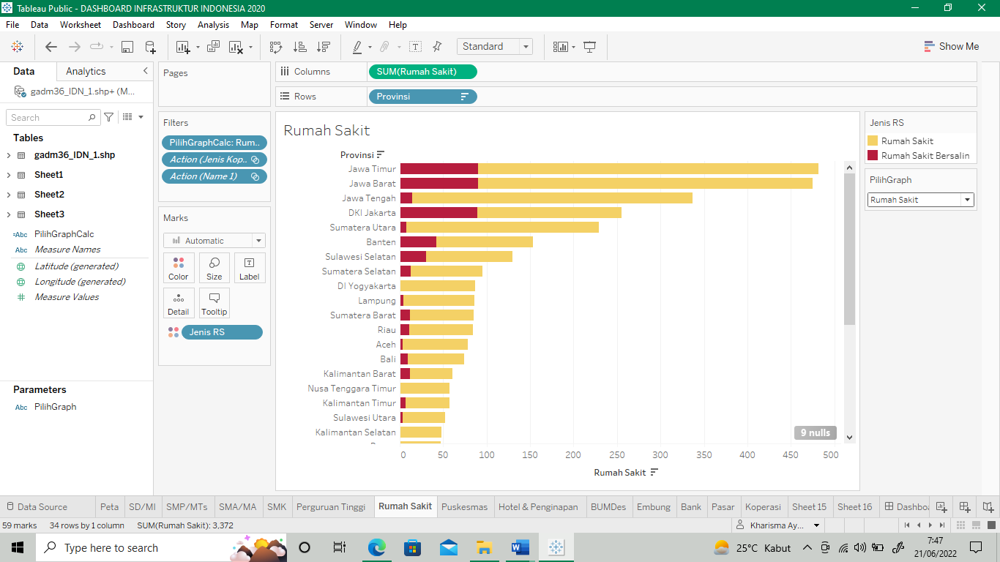 Tableau Public - DASHBOARD INFRASTRUKTUR INDONESIA 2020
File Data Worksheet Dashboard Story Analysis Map Format Server Window Help
Standard
Show Me
Data Analytics
gadm36_IDN_1.shp+ (M...
Search
Tables
gadm36_IDN_1.shp
Sheet1
Sheet2
Sheet3
=Abc PilihGraphCalc
Abc Measure Names
Latitude (generated)
Longitude (generated)
# Measure Values
Parameters
Abc PilihGraph
Pages
Filters
PilihGraphCalc: Rum..
Action (Jenis Kop..
Action (Name 1)
Marks
Automatic
Color Size Label
Detail Tooltip
Jenis RS
Columns SUM(Rumah Sakit)
Rows Provinsi
Rumah Sakit
Provinsi
Jawa Timur
Jawa Barat
Jawa Tengah
DKI Jakarta
Sumatera Utara
Banten
Sulawesi Selatan
Sumatera Selatan
DI Yogyakarta
Lampung
Sumatera Barat
Riau
Aceh
Bali
Kalimantan Barat
Nusa Tenggara Timur
Kalimantan Timur
Sulawesi Utara
Kalimantan Selatan
9 nulls
0 50 100 150 200 250 300 350 400 450 500
Rumah Sakit
Jenis RS
Rumah Sakit
Rumah Sakit Bersalin
PilihGraph
Rumah Sakit
Data Source Peta SD/MI SMP/MTs SMA/MA SMK Perguruan Tinggi Rumah Sakit Puskesmas Hotel & Penginapan BUMDes Embung Bank Pasar Koperasi Sheet 15 Sheet 16 Dashbo
59 marks 34 rows by 1 column SUM(Rumah Sakit): 3.372
Kharisma Ay...
Type here to search
25°C Kabut
7:47
21/06/2022